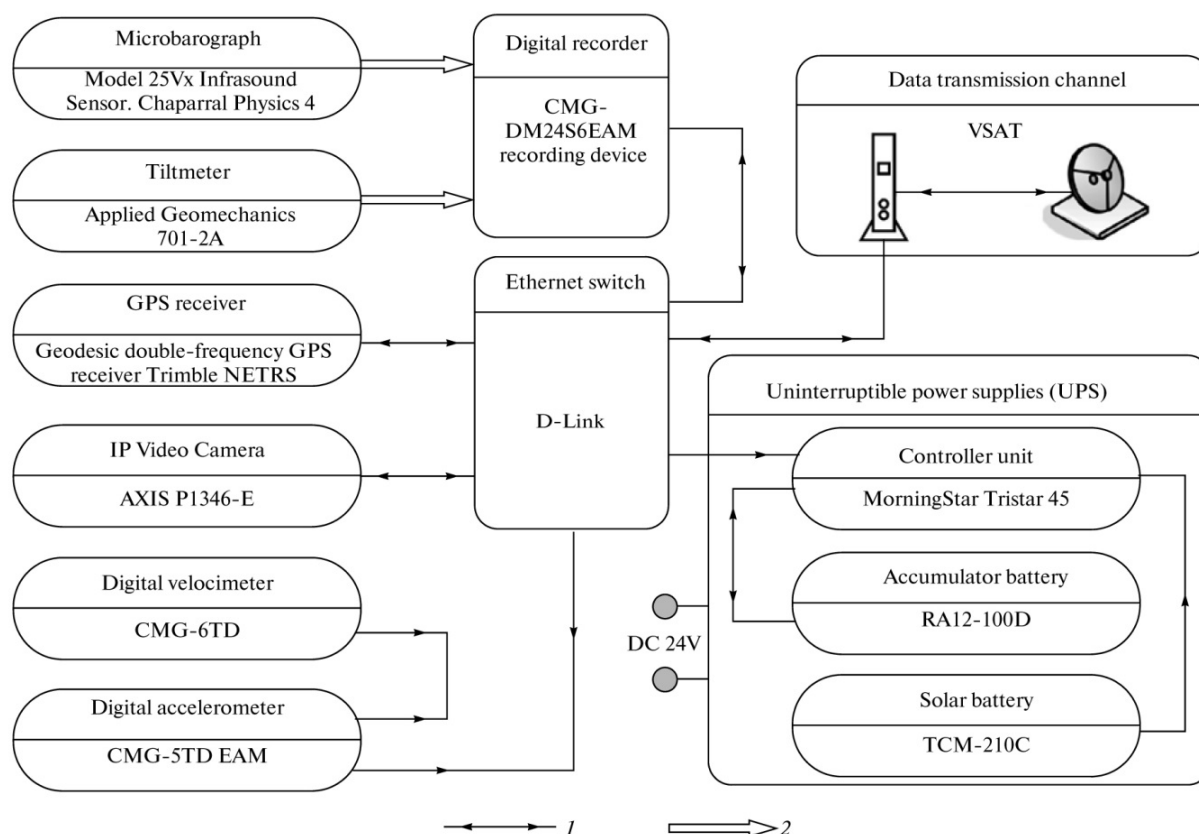 Microbarograph
Model 25Vx Infrasound
Sensor. Chaparral Physics 4
Tiltmeter
Applied Geomechanics
701-2A
GPS receiver
Geodesic double-frequency GPS
receiver Trimble NETRS
IP Video Camera
AXIS P1346-E
Digital velocimeter
CMG-6TD
Digital accelerometer
CMG-5TD EAM
Digital recorder
CMG-
DM24S6EAM
recording device
Ethernet switch
D-Link
Data transmission channel
VSAT
Uninterruptible power supplies (UPS)
Controller unit
MorningStar Tristar 45
Accumulator battery
RA12-100D
Solar battery
TCM-210C
DC 24V
1
2